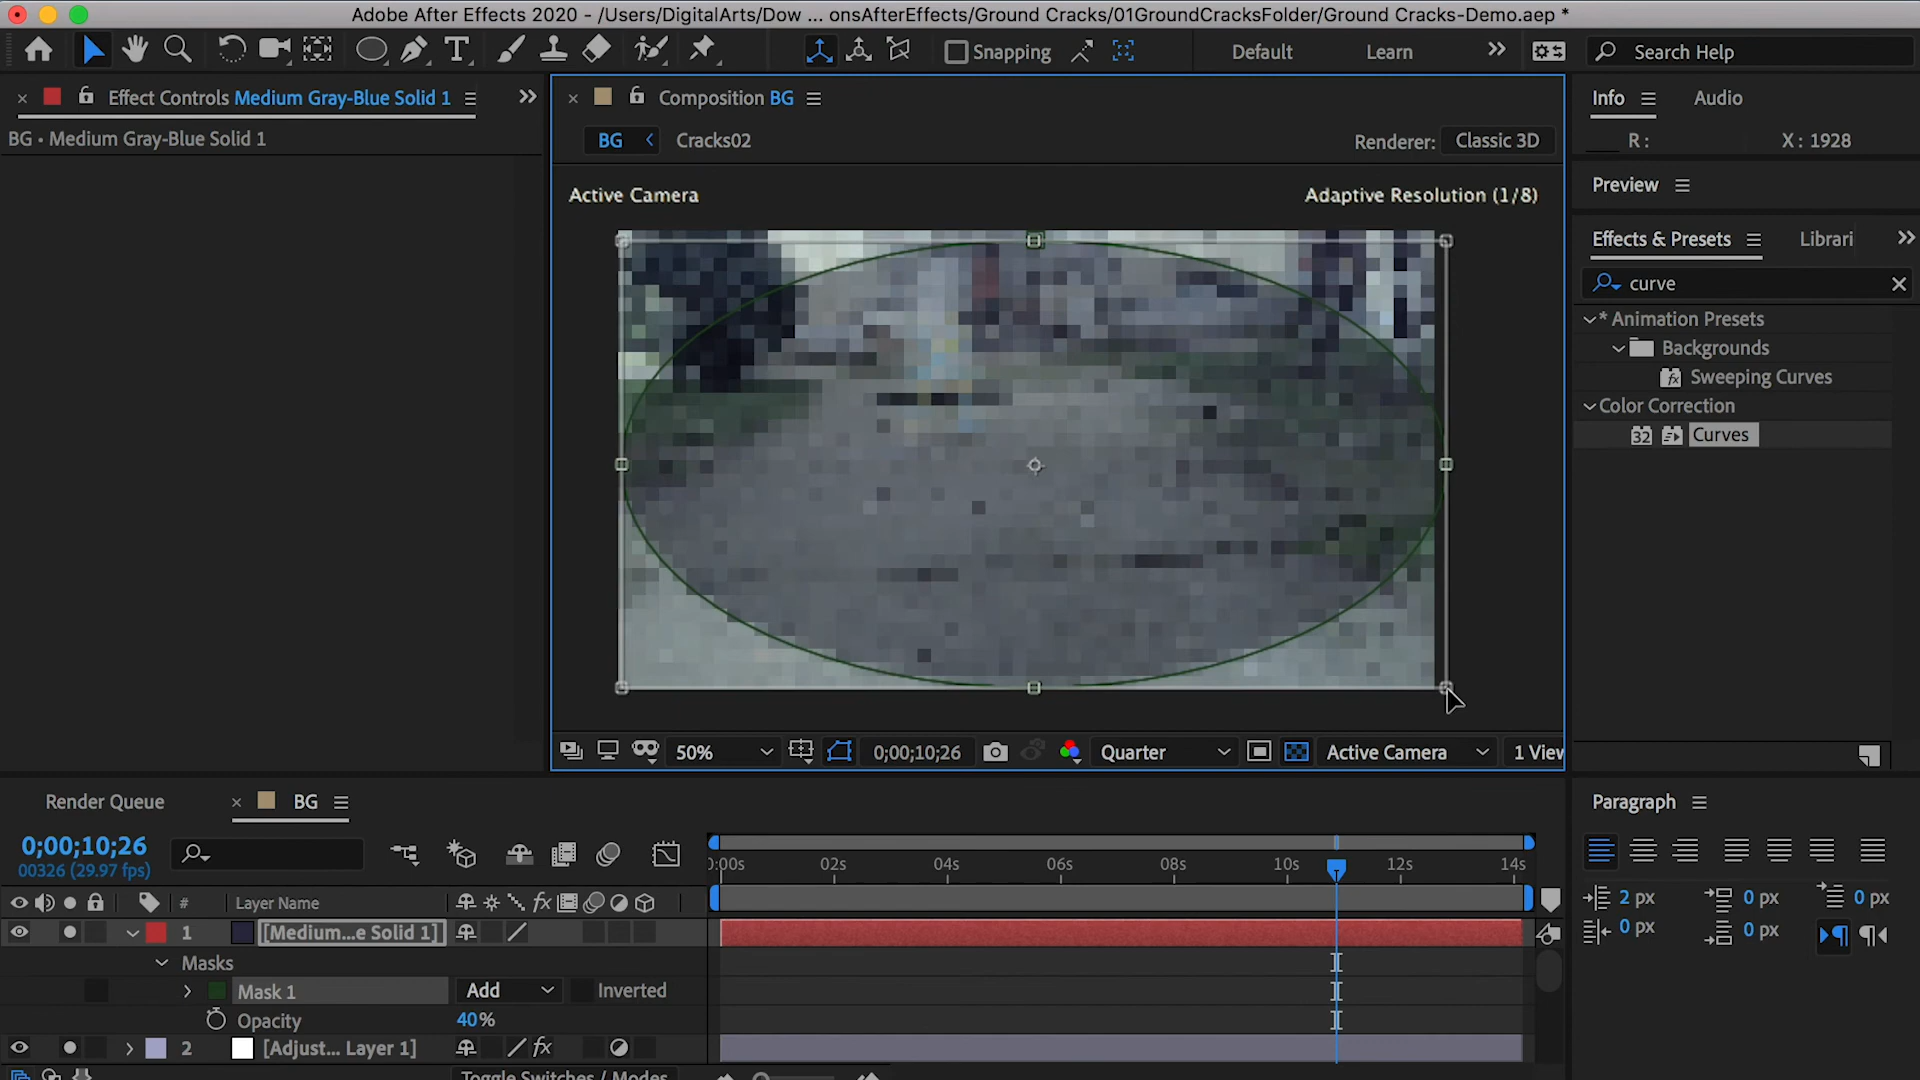 Adobe After Effects 2020 - /Users/DigitalArts/Dow ... onsAfterEffects/Ground Cracks/01GroundCracksFolder/Ground Cracks-Demo.aep *
Snapping
Default
Learn
Search Help
Effect Controls Medium Gray-Blue Solid 1
BG • Medium Gray-Blue Solid 1
Composition BG
BG
Cracks02
Renderer:
Classic 3D
Active Camera
Adaptive Resolution (1/8)
50%
0;00;10;26
Quarter
Active Camera
1 View
Info
Audio
R :
X : 1928
Preview
Effects & Presets
Librari
curve
* Animation Presets
Backgrounds
Sweeping Curves
Color Correction
32
Curves
Render Queue
BG
0;00;10;26
00326 (29.97 fps)
0:00s
02s
04s
06s
08s
10s
12s
14s
#
Layer Name
fx
1
[Medium...e Solid 1]
Masks
Mask 1
Add
Inverted
Opacity
40%
2
[Adjust... Layer 1]
fx
Toggle Switches / Modes
Paragraph
2 px
0 px
0 px
0 px
0 px